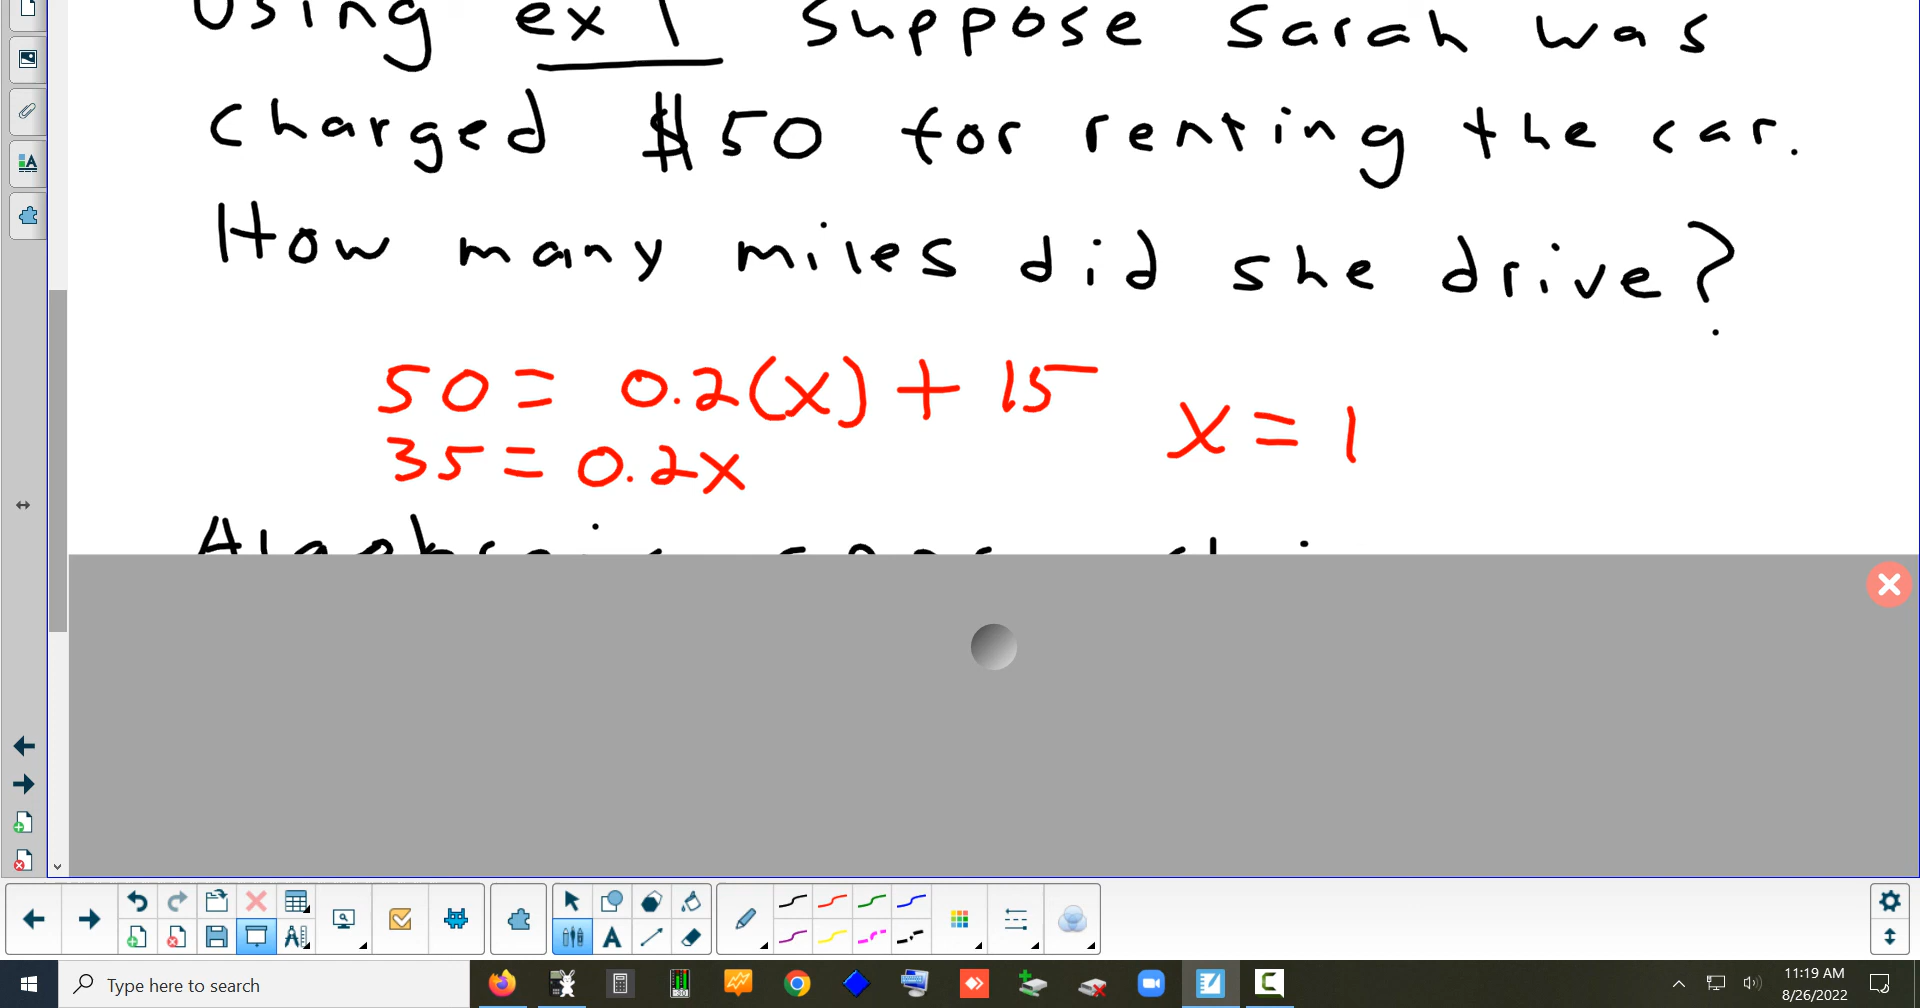 Using ex 1 suppose sarah was
charged $50 for renting the car.
How many miles did she drive?
50 = 0.2(x) + 15
x = 1
35 = 0.2x
Type here to search
11:19 AM
8/26/2022